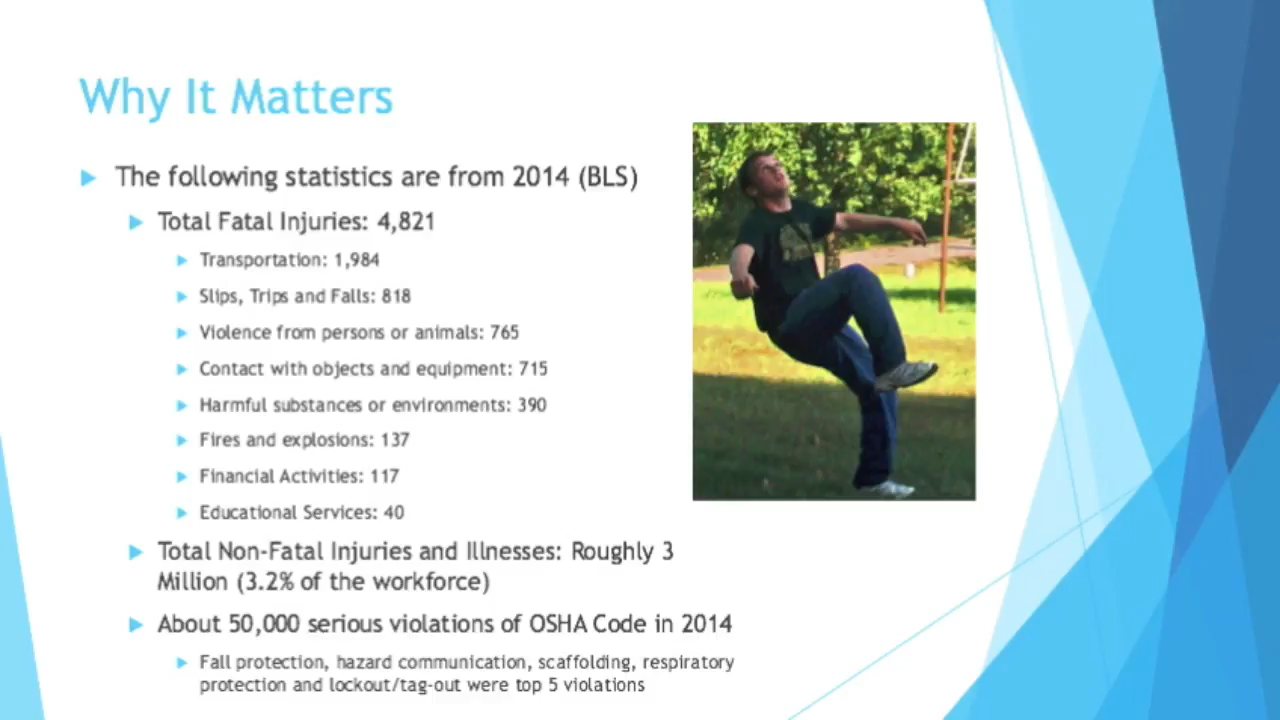 Why It Matters
The following statistics are from 2014 (BLS)
Total Fatal Injuries: 4,821
Transportation: 1,984
Slips, Trips and Falls: 818
Violence from persons or animals: 765
Contact with objects and equipment: 715
Harmful substances or environments: 390
Fires and explosions: 137
Financial Activities: 117
Educational Services: 40
Total Non-Fatal Injuries and Illnesses: Roughly 3
Million (3.2% of the workforce)
About 50,000 serious violations of OSHA Code in 2014
Fall protection, hazard communication, scaffolding, respiratory
protection and lockout/tag-out were top 5 violations